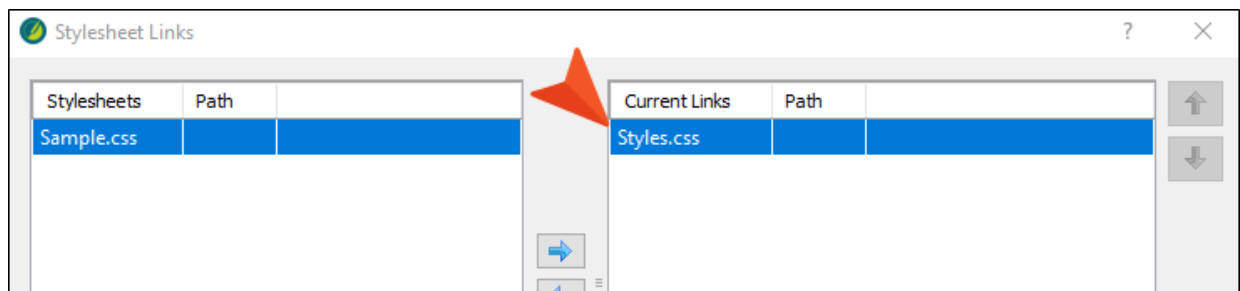 Stylesheet Links ?
Stylesheets Path
Sample.css
Current Links Path
Styles.css